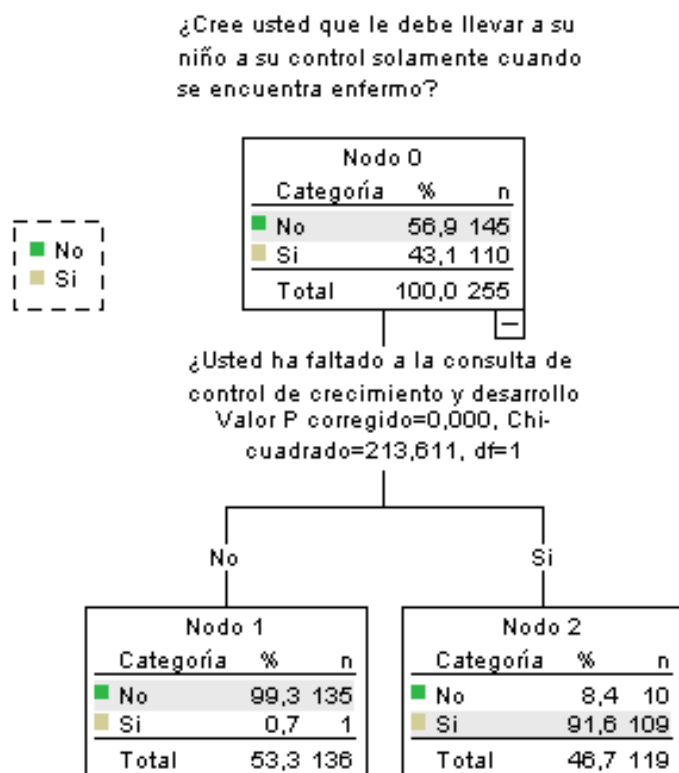 ¿Cree usted que le debe llevar a su
niño a su control solamente cuando
se encuentra enfermo?
Nodo 0
Categoría % n
No 56,9 145
Si 43,1 110
Total 100,0 255
No
Si
¿Usted ha faltado a la consulta de
control de crecimiento y desarrollo
Valor P corregido=0,000, Chi-
cuadrado=213,611, df=1
No
Si
Nodo 1
Categoría % n
No 99,3 135
Si 0,7 1
Total 53,3 136
Nodo 2
Categoría % n
No 8,4 10
Si 91,6 109
Total 46,7 119